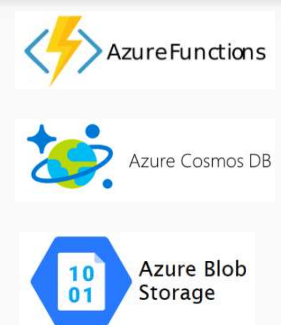 AzureFunctions
Azure Cosmos DB
10
01
Azure Blob
Storage